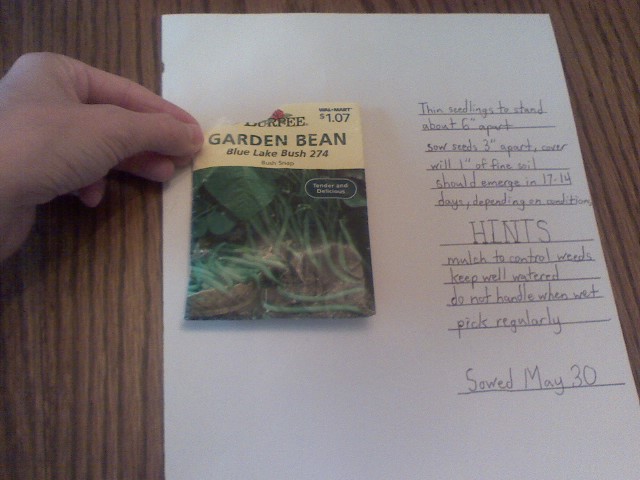 WAL-MART
$1.07
BURPEE®
GARDEN BEAN
Blue Lake Bush 274
Bush Snap
Tender and
Delicious
Thin seedlings to stand
about 6" apart
sow seeds 3" apart, cover
will 1" of fine soil
should emerge in 17-14
days, depending on condition,
HINTS
mulch to control weeds
keep well watered
do not handle when wet
pick regularly
Sowed May 30